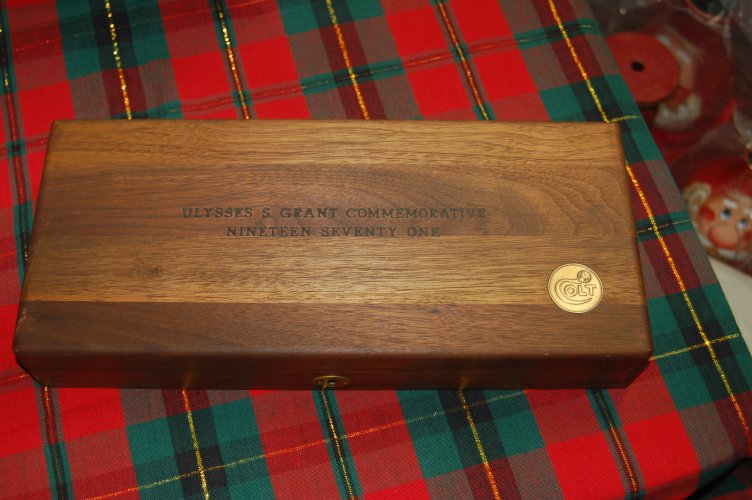 ULYSSES S. GRANT COMMEMORATIVE
NINETEEN SEVENTY ONE
COLT